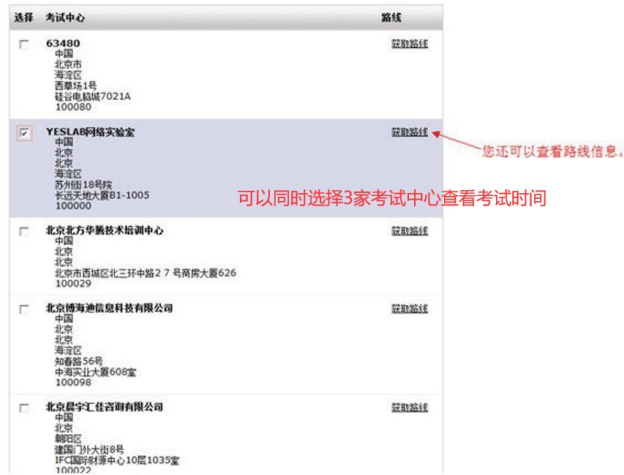 选择 考试中心 路线
63480 获取路线
中国
北京市
海淀区
西草场1号
硅谷电脑城7021A
100080
YESLAB网络实验室 获取路线
中国
北京
北京
海淀区
苏州街18号院
长远天地大厦B1-1005
100000
您还可以查看路线信息。
可以同时选择3家考试中心查看考试时间
北京北方华腾技术培训中心 获取路线
中国
北京
北京
北京市西城区北三环中路2 7 号商房大厦626
100029
北京博海迪信息科技有限公司 获取路线
中国
北京
北京
海淀区
知春路56号
中海实业大厦608室
100098
北京晨宇汇佳咨询有限公司 获取路线
中国
北京
朝阳区
建国门外大街8号
IFC国际财源中心10层1035室
100022